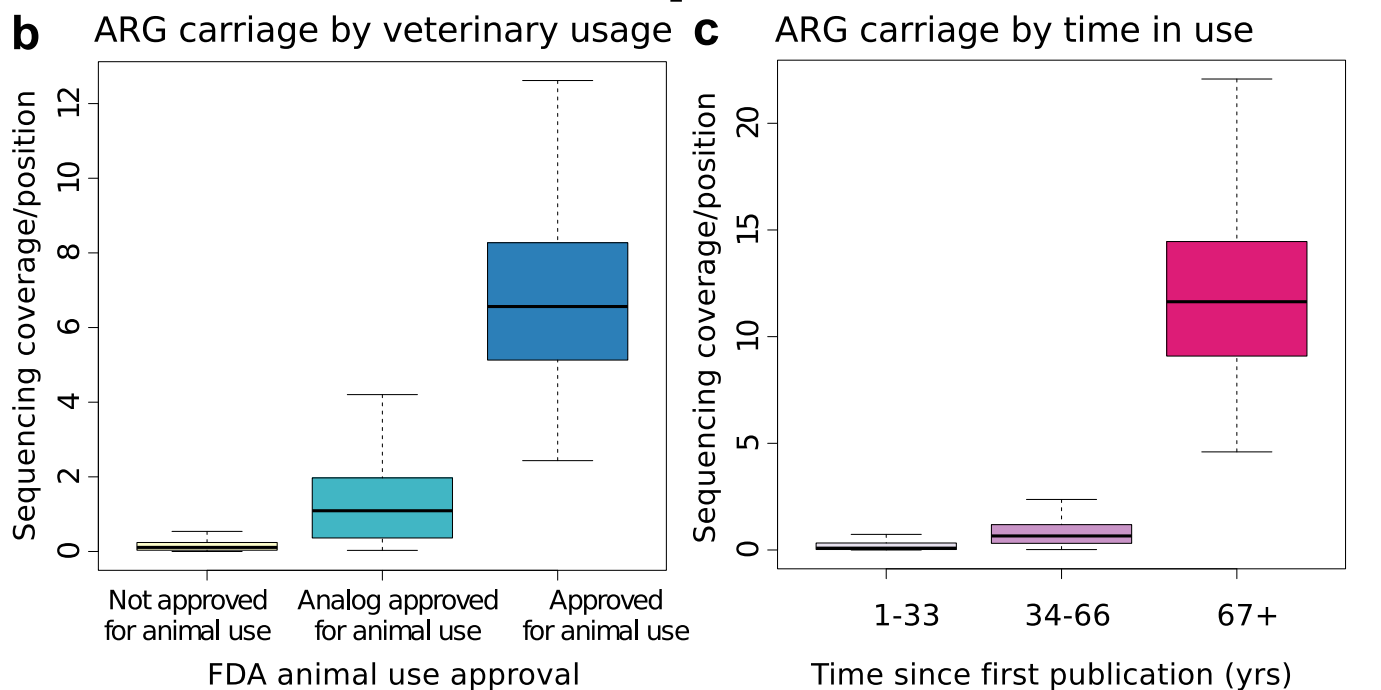 b
ARG carriage by veterinary usage
Sequencing coverage/position
12
10
8
6
4
2
0
Not approved
for animal use
Analog approved
for animal use
Approved
for animal use
FDA animal use approval
c
ARG carriage by time in use
Sequencing coverage/position
20
15
10
5
0
1-33
34-66
67+
Time since first publication (yrs)